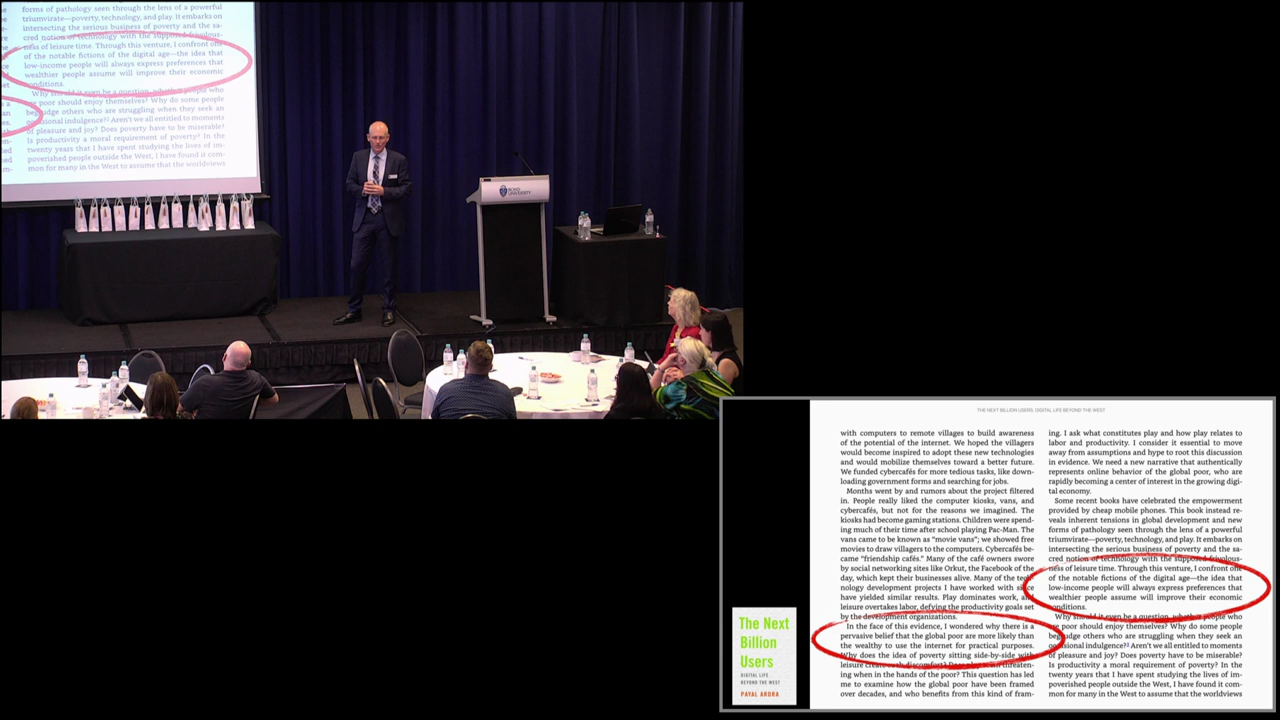 forms of pathology seen through the lens of a powerful
triumvirate—poverty, technology, and play. It embarks on
intersecting the serious business of poverty and the sa-
cred notion of technology with the supposed frivolous-
ness of leisure time. Through this venture, I confront one
of the notable fictions of the digital age—the idea that
low-income people will always express preferences that
wealthier people assume will improve their economic
conditions.
Why should it even be a question, whether people who
are poor should enjoy themselves? Why do some people
begrudge others who are struggling when they seek an
occasional indulgence?² Aren't we all entitled to moments
of pleasure and joy? Does poverty have to be miserable?
Is productivity a moral requirement of poverty? In the
twenty years that I have spent studying the lives of im-
poverished people outside the West, I have found it com-
mon for many in the West to assume that the worldviews
BOND
UNIVERSITY
THE NEXT BILLION USERS: DIGITAL LIFE BEYOND THE WEST
with computers to remote villages to build awareness
of the potential of the internet. We hoped the villagers
would become inspired to adopt these new technologies
and would mobilize themselves toward a better future.
We funded cybercafés for more tedious tasks, like down-
loading government forms and searching for jobs.
Months went by and rumors about the project filtered
in. People really liked the computer kiosks, vans, and
cybercafés, but not for the reasons we imagined. The
kiosks had become gaming stations. Children were spend-
ing much of their time after school playing Pac-Man. The
vans came to be known as "movie vans"; we showed free
movies to draw villagers to the computers. Cybercafés be-
came "friendship cafés." Many of the café owners swore
by social networking sites like Orkut, the Facebook of the
day, which kept their businesses alive. Many of the tech-
nology development projects I have worked with since
have yielded similar results. Play dominates work, and
leisure overtakes labor, defying the productivity goals set
by the development organizations.
In the face of this evidence, I wondered why there is a
pervasive belief that the global poor are more likely than
the wealthy to use the internet for practical purposes.
Why does the idea of poverty sitting side-by-side with
leisure create such discomfort? Does play seem threaten-
ing when in the hands of the poor? This question has led
me to examine how the global poor have been framed
over decades, and who benefits from this kind of fram-
ing. I ask what constitutes play and how play relates to
labor and productivity. I consider it essential to move
away from assumptions and hype to root this discussion
in evidence. We need a new narrative that authentically
represents online behavior of the global poor, who are
rapidly becoming a center of interest in the growing digi-
tal economy.
Some recent books have celebrated the empowerment
provided by cheap mobile phones. This book instead re-
veals inherent tensions in global development and new
forms of pathology seen through the lens of a powerful
triumvirate—poverty, technology, and play. It embarks on
intersecting the serious business of poverty and the sa-
cred notion of technology with the supposed frivolous-
ness of leisure time. Through this venture, I confront one
of the notable fictions of the digital age—the idea that
low-income people will always express preferences that
wealthier people assume will improve their economic
conditions.
Why should it even be a question, whether people who
are poor should enjoy themselves? Why do some people
begrudge others who are struggling when they seek an
occasional indulgence?² Aren't we all entitled to moments
of pleasure and joy? Does poverty have to be miserable?
Is productivity a moral requirement of poverty? In the
twenty years that I have spent studying the lives of im-
poverished people outside the West, I have found it com-
mon for many in the West to assume that the worldviews
The Next
Billion
Users
DIGITAL LIFE
BEYOND THE WEST
PAYAL ARORA